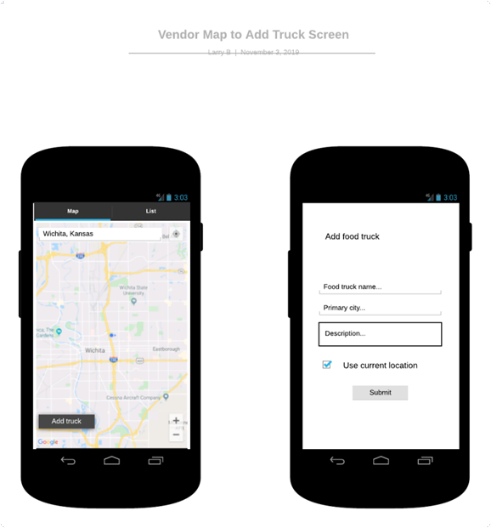 Vendor Map to Add Truck Screen
Larry B | November 3, 2019
3:03
Map List
Wichita, Kansas
Wichita State
University
Gardens
Wichita
Eastborough
Cessna Aircraft Company
Add truck
+
−
Google
3:03
Add food truck
Food truck name...
Primary city...
Description...
Use current location
Submit